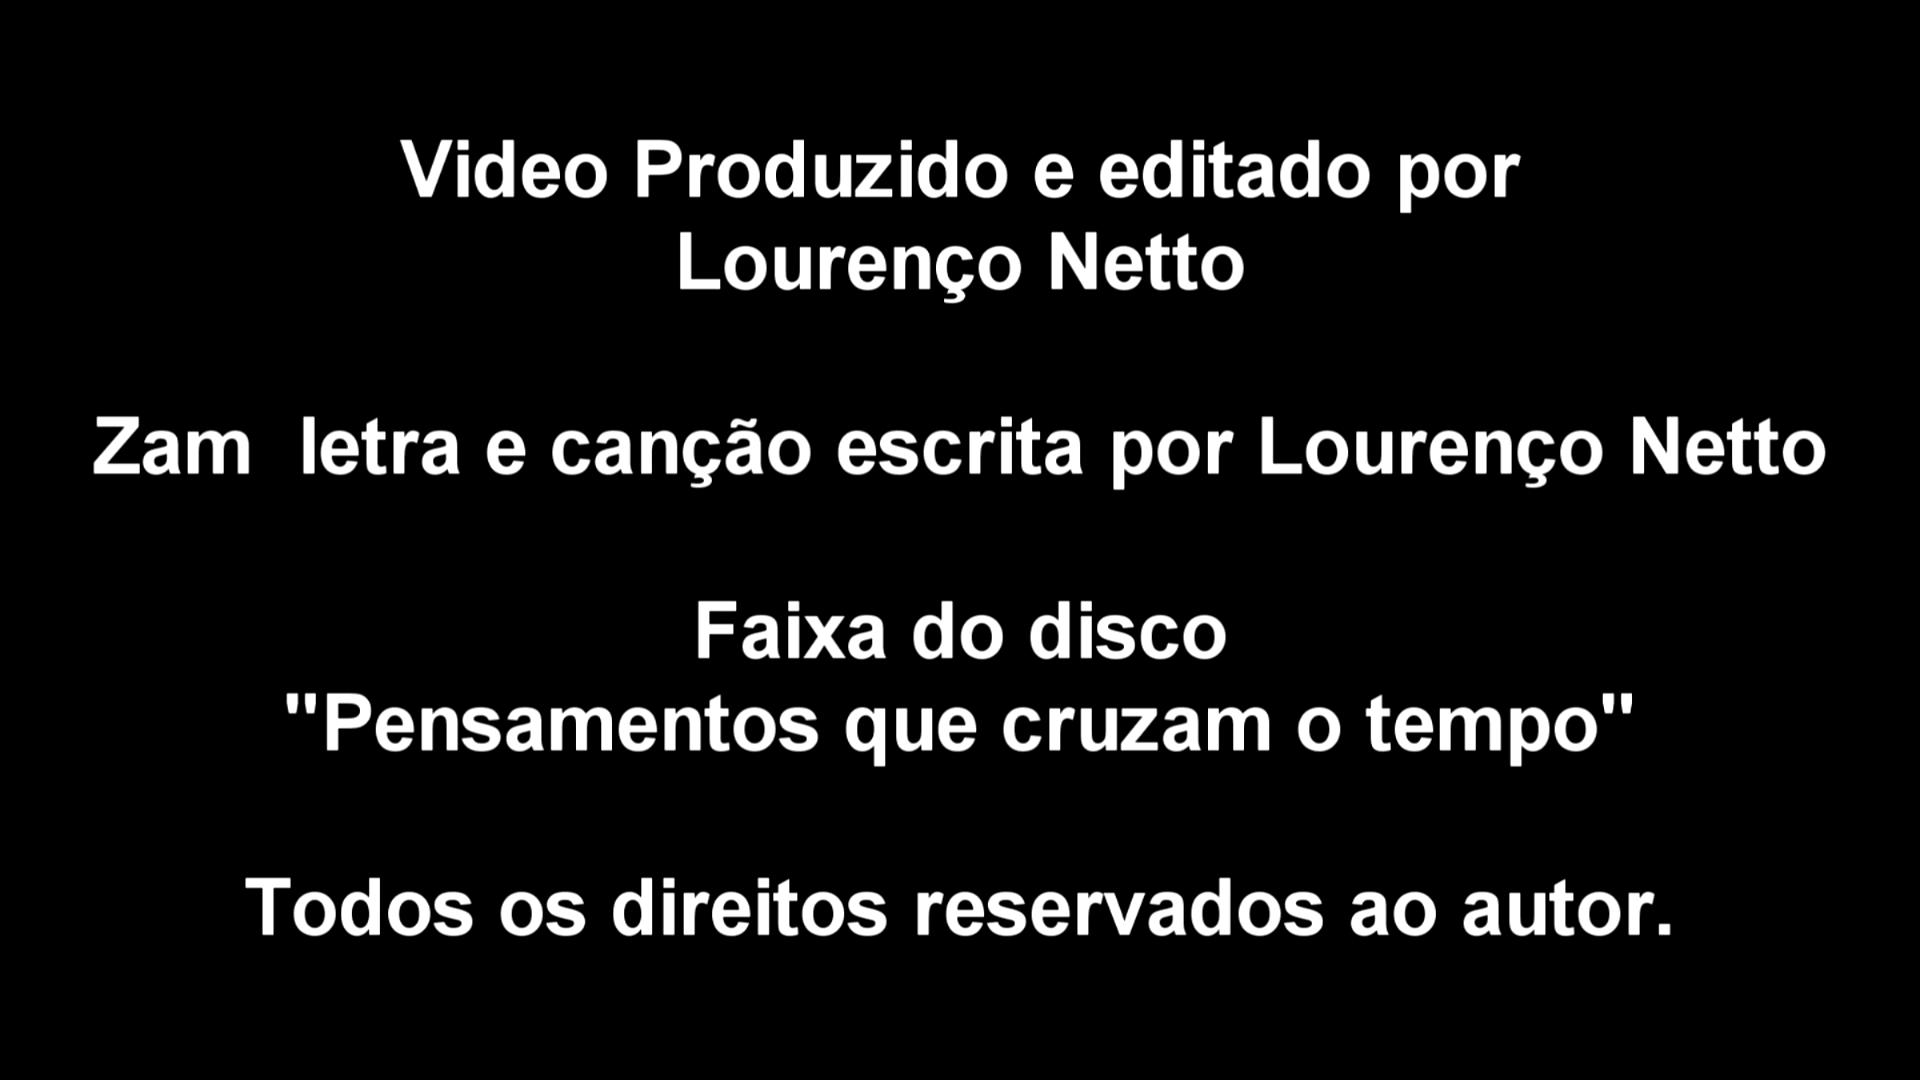 Video Produzido e editado por
Lourenço Netto
Zam  letra e canção escrita por Lourenço Netto
Faixa do disco
"Pensamentos que cruzam o tempo"
Todos os direitos reservados ao autor.